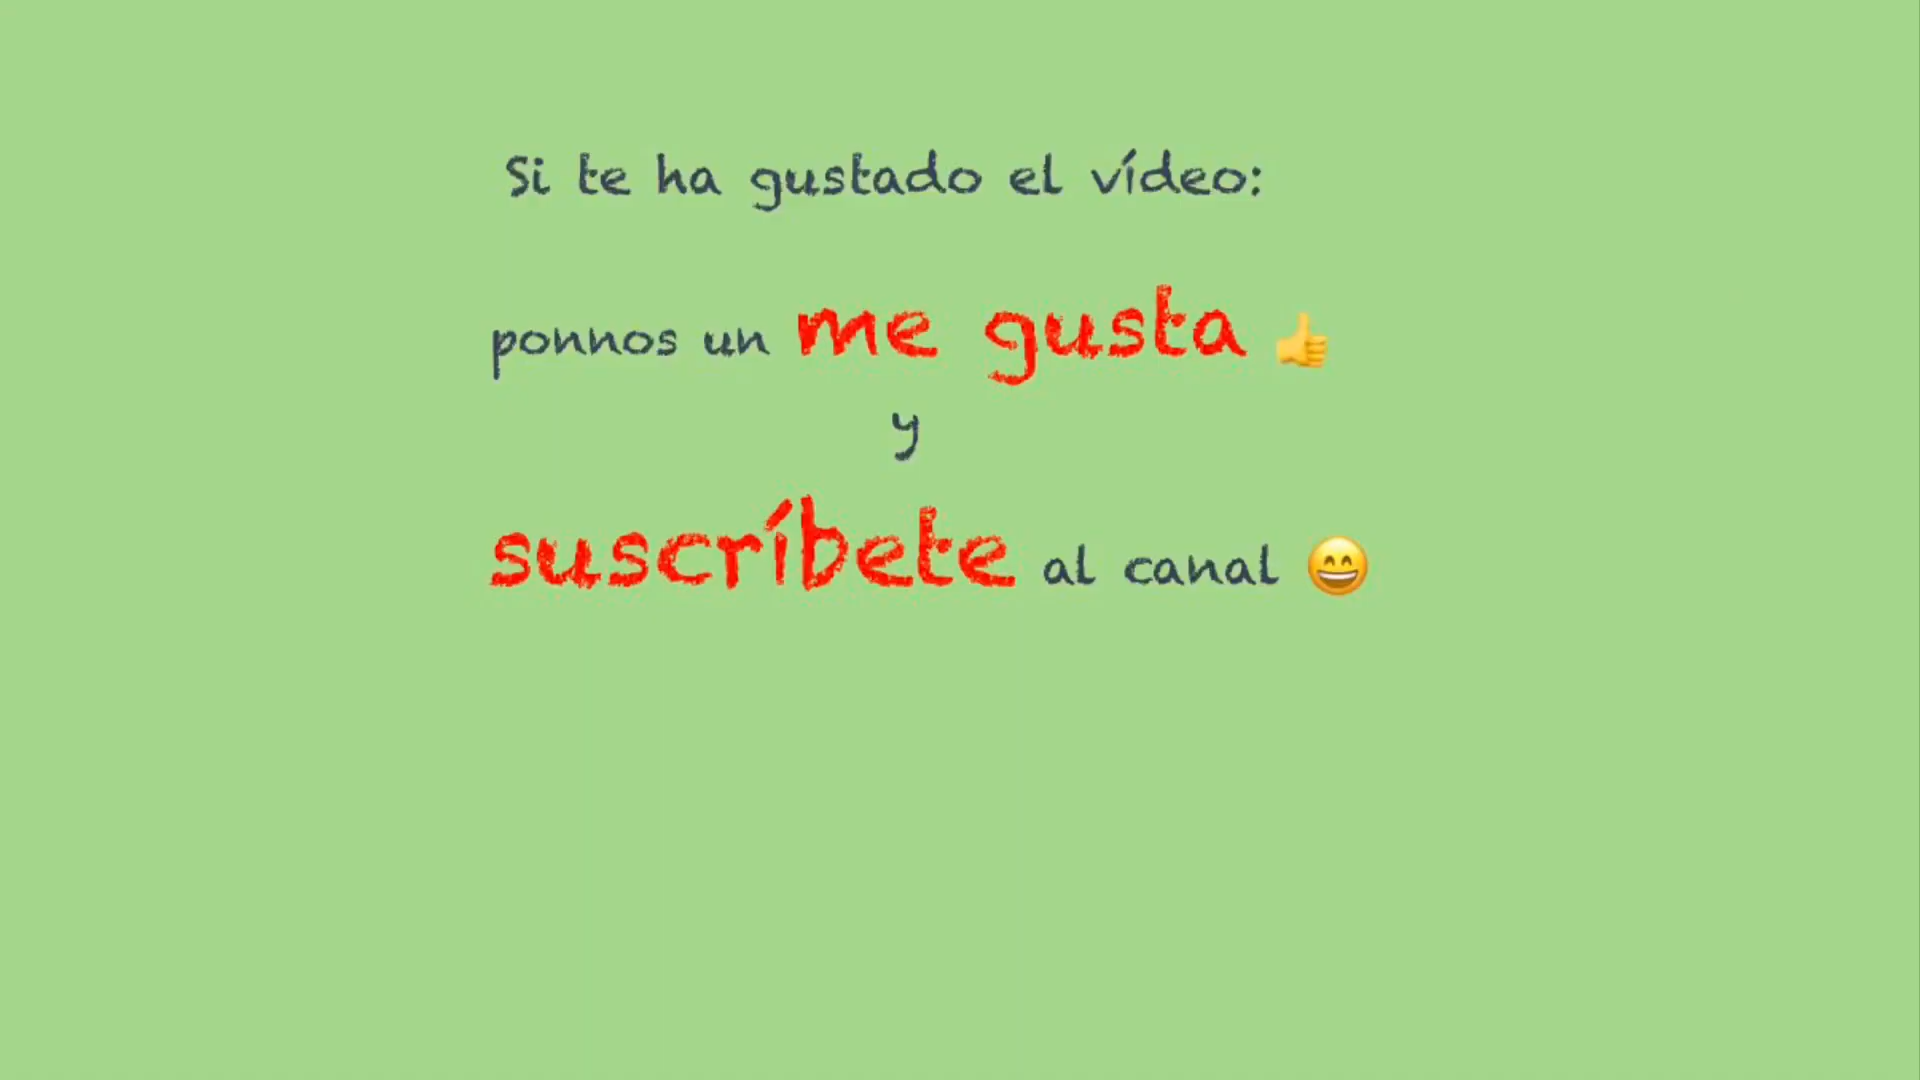 Si te ha gustado el vídeo:
ponnos un me gusta 👍
y
suscríbete al canal 😄